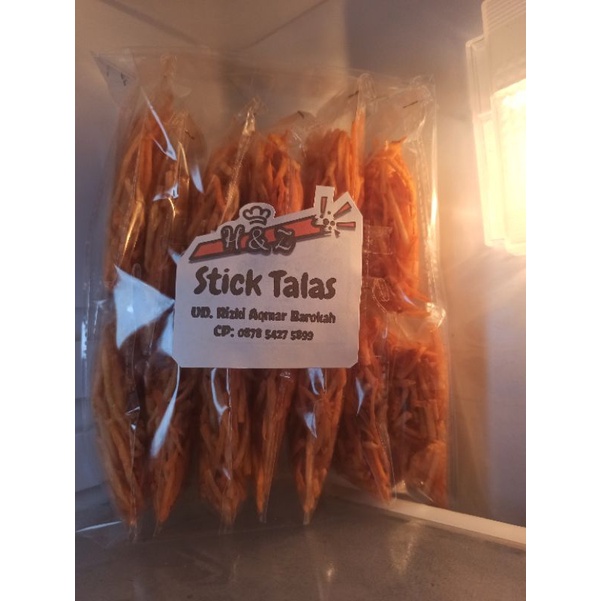 H & Z
Stick Talas
UD. Rizki Aqmar Barokah
CP: 0878 5427 5899